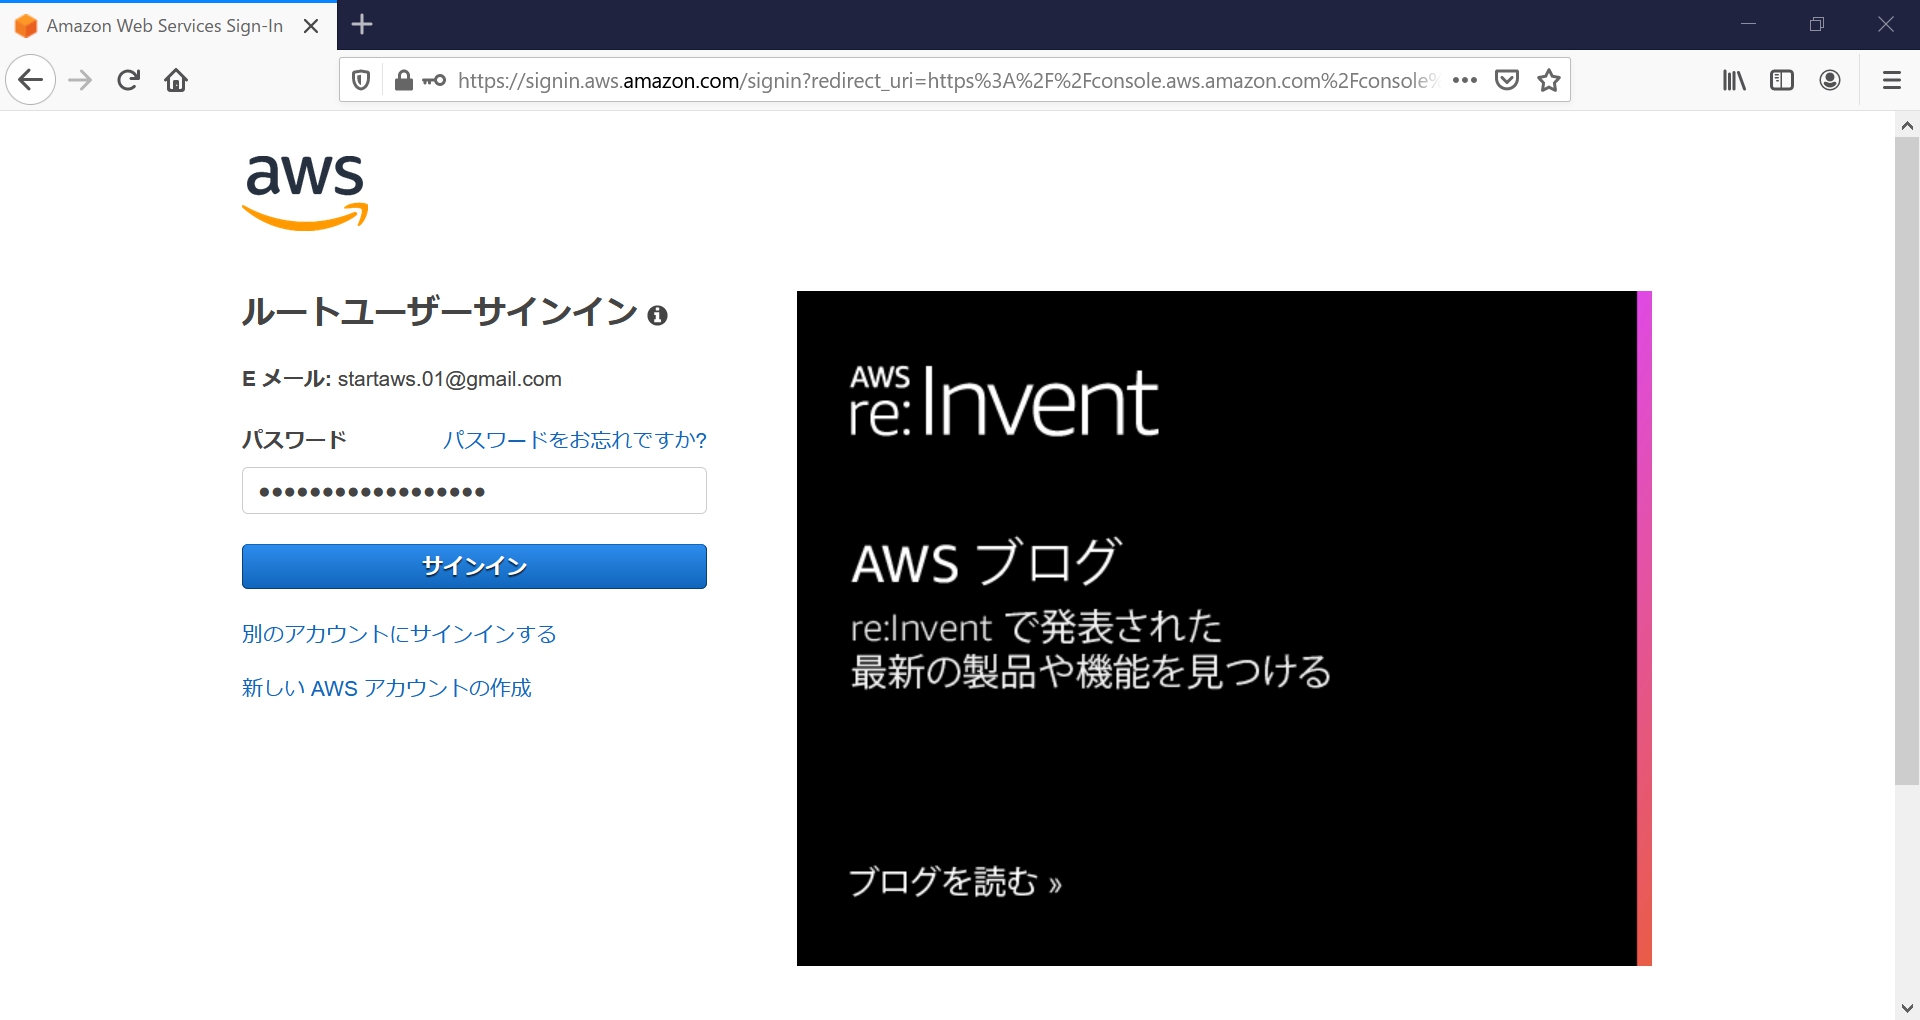 Amazon Web Services Sign-In
https://signin.aws.amazon.com/signin?redirect_uri=https%3A%2F%2Fconsole.aws.amazon.com%2Fconsole%
aws
ルートユーザーサインイン
E メール: startaws.01@gmail.com
パスワード パスワードをお忘れですか?
••••••••••••••••••
サインイン
別のアカウントにサインインする
新しい AWS アカウントの作成
AWS
re:Invent
AWS ブログ
re:Invent で発表された
最新の製品や機能を見つける
ブログを読む »